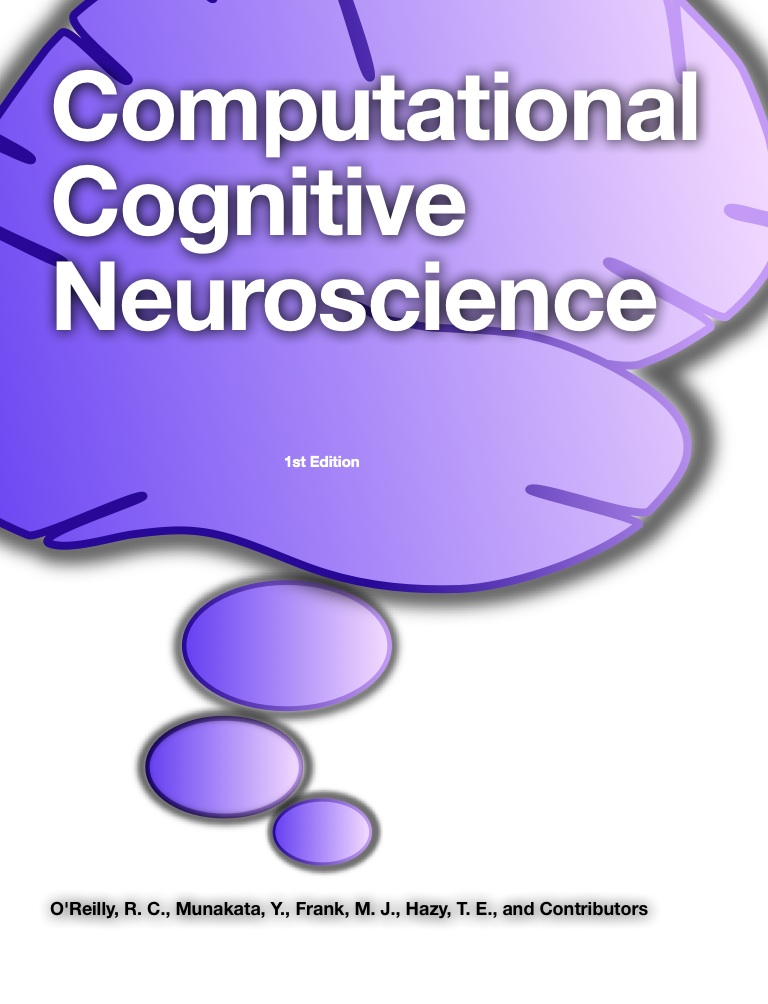 Computational
Cognitive
Neuroscience
1st Edition
O'Reilly, R. C., Munakata, Y., Frank, M. J., Hazy, T. E., and Contributors